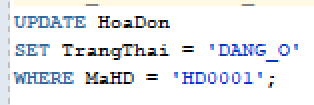 UPDATE HoaDon
SET TrangThai = 'DANG_O'
WHERE MaHD = 'HD0001';